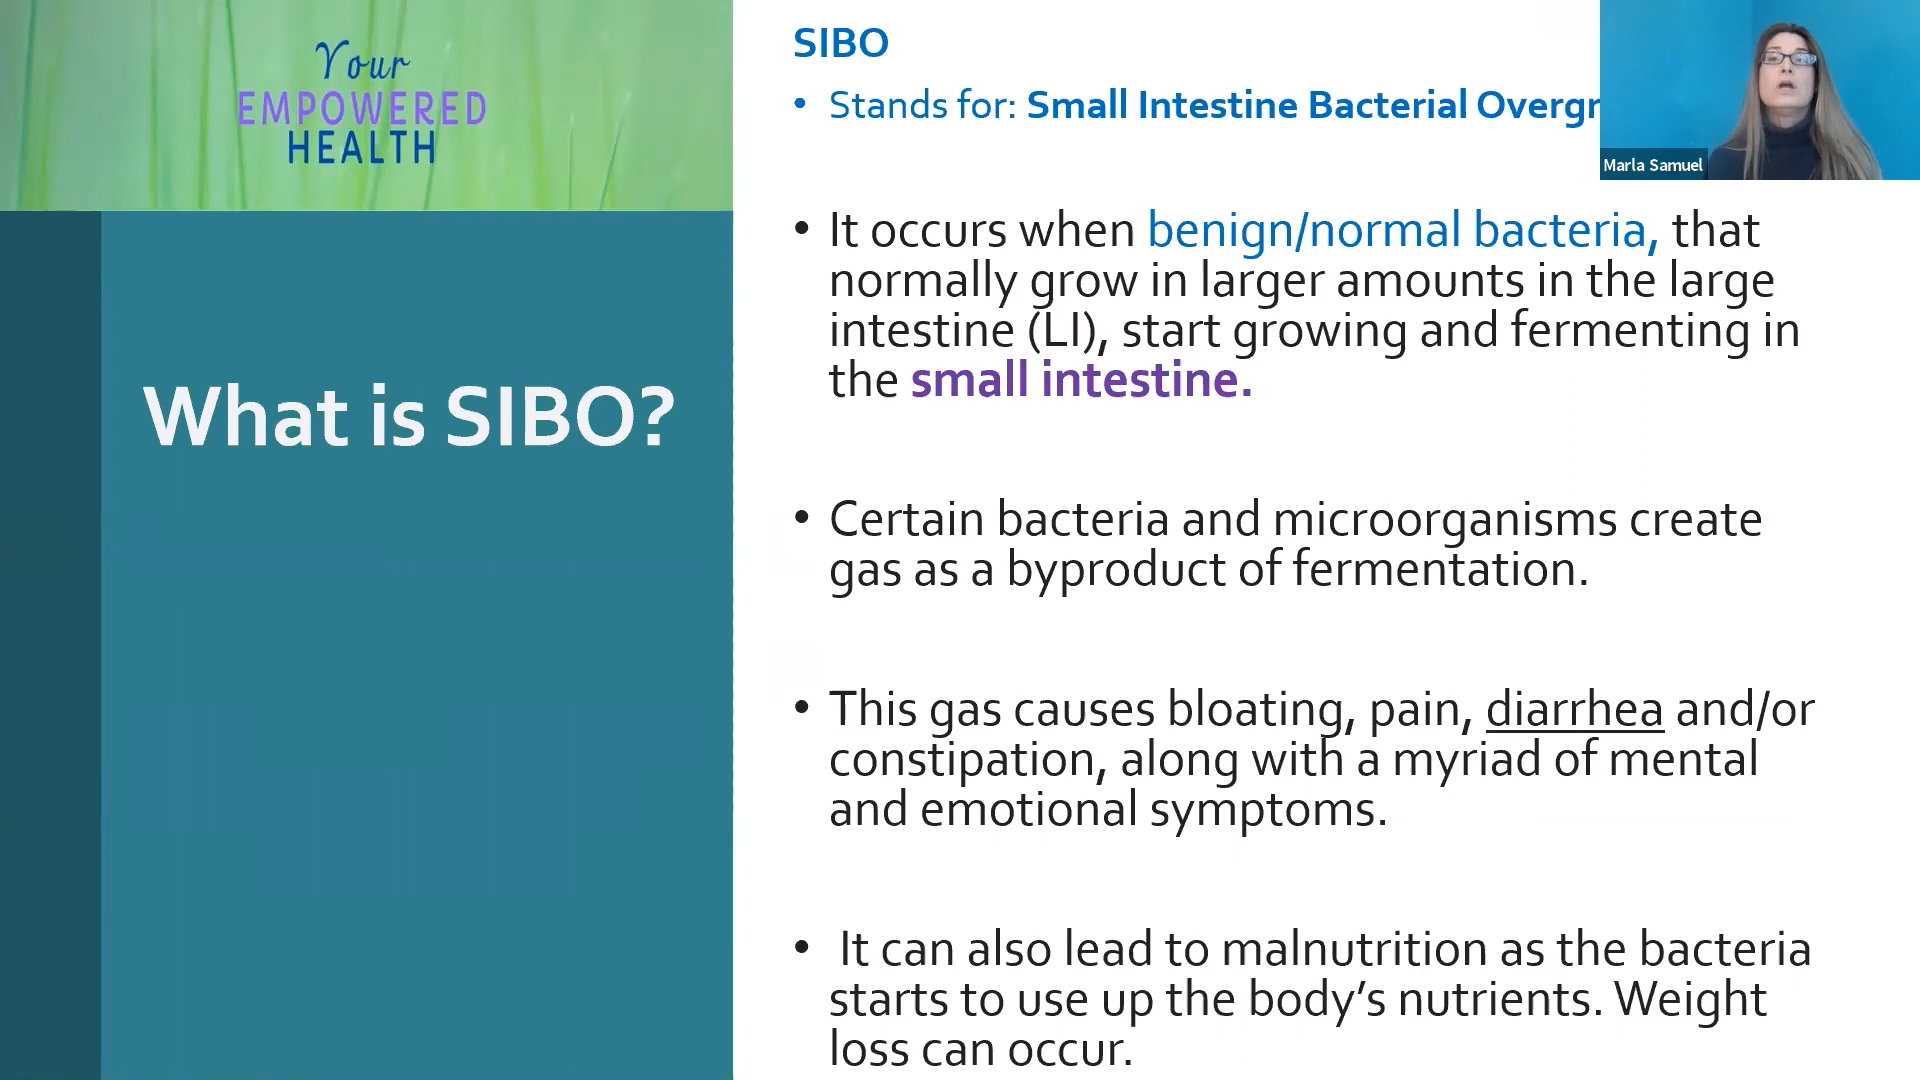 Your
EMPOWERED
HEALTH
What is SIBO?
SIBO
• Stands for: Small Intestine Bacterial Overgr
Marla Samuel
• It occurs when benign/normal bacteria, that
normally grow in larger amounts in the large
intestine (LI), start growing and fermenting in
the small intestine.
• Certain bacteria and microorganisms create
gas as a byproduct of fermentation.
• This gas causes bloating, pain, diarrhea and/or
constipation, along with a myriad of mental
and emotional symptoms.
• It can also lead to malnutrition as the bacteria
starts to use up the body’s nutrients. Weight
loss can occur.